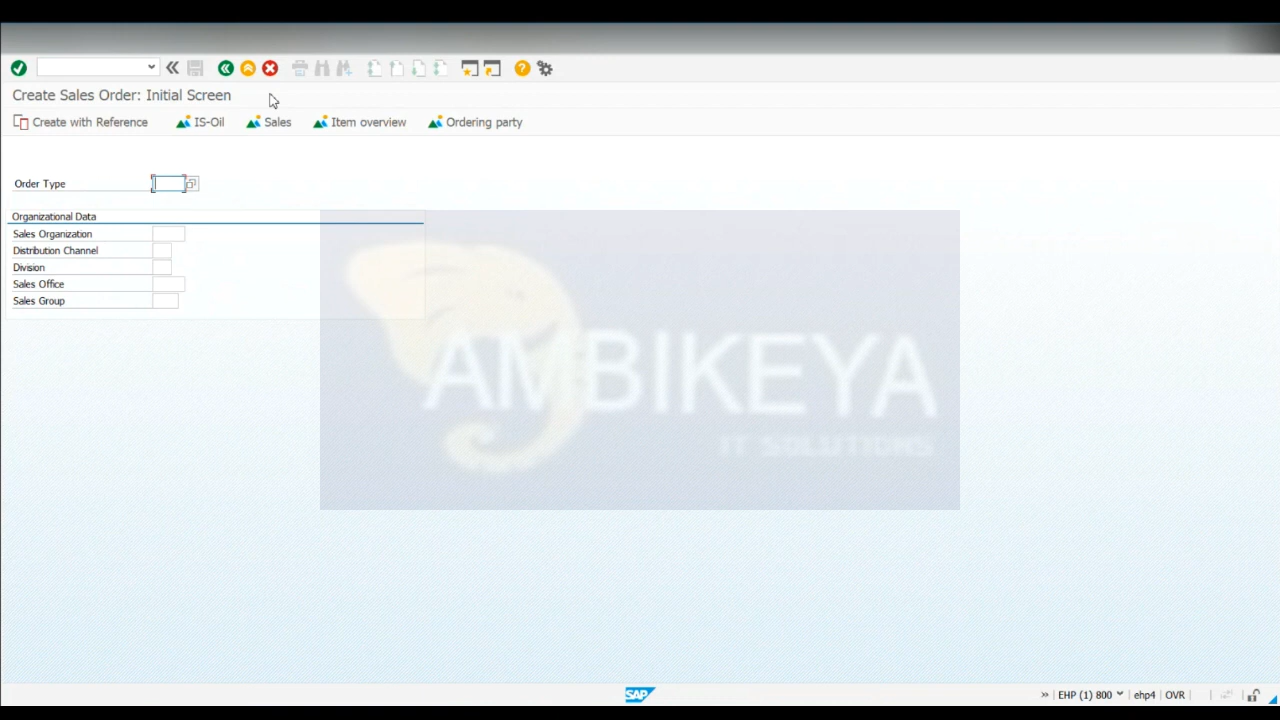 Create Sales Order: Initial Screen
Create with Reference IS-Oil Sales Item overview Ordering party
Order Type
Organizational Data
Sales Organization
Distribution Channel
Division
Sales Office
Sales Group
AMBIKEYA
IT SOLUTIONS
SAP
EHP (1) 800 ehp4 OVR